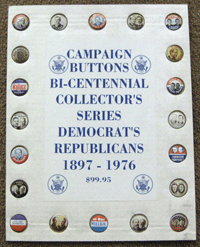 CAMPAIGN
BUTTONS
BI-CENTENNIAL
COLLECTOR'S
SERIES
DEMOCRAT'S
REPUBLICANS
1897 - 1976
$99.95